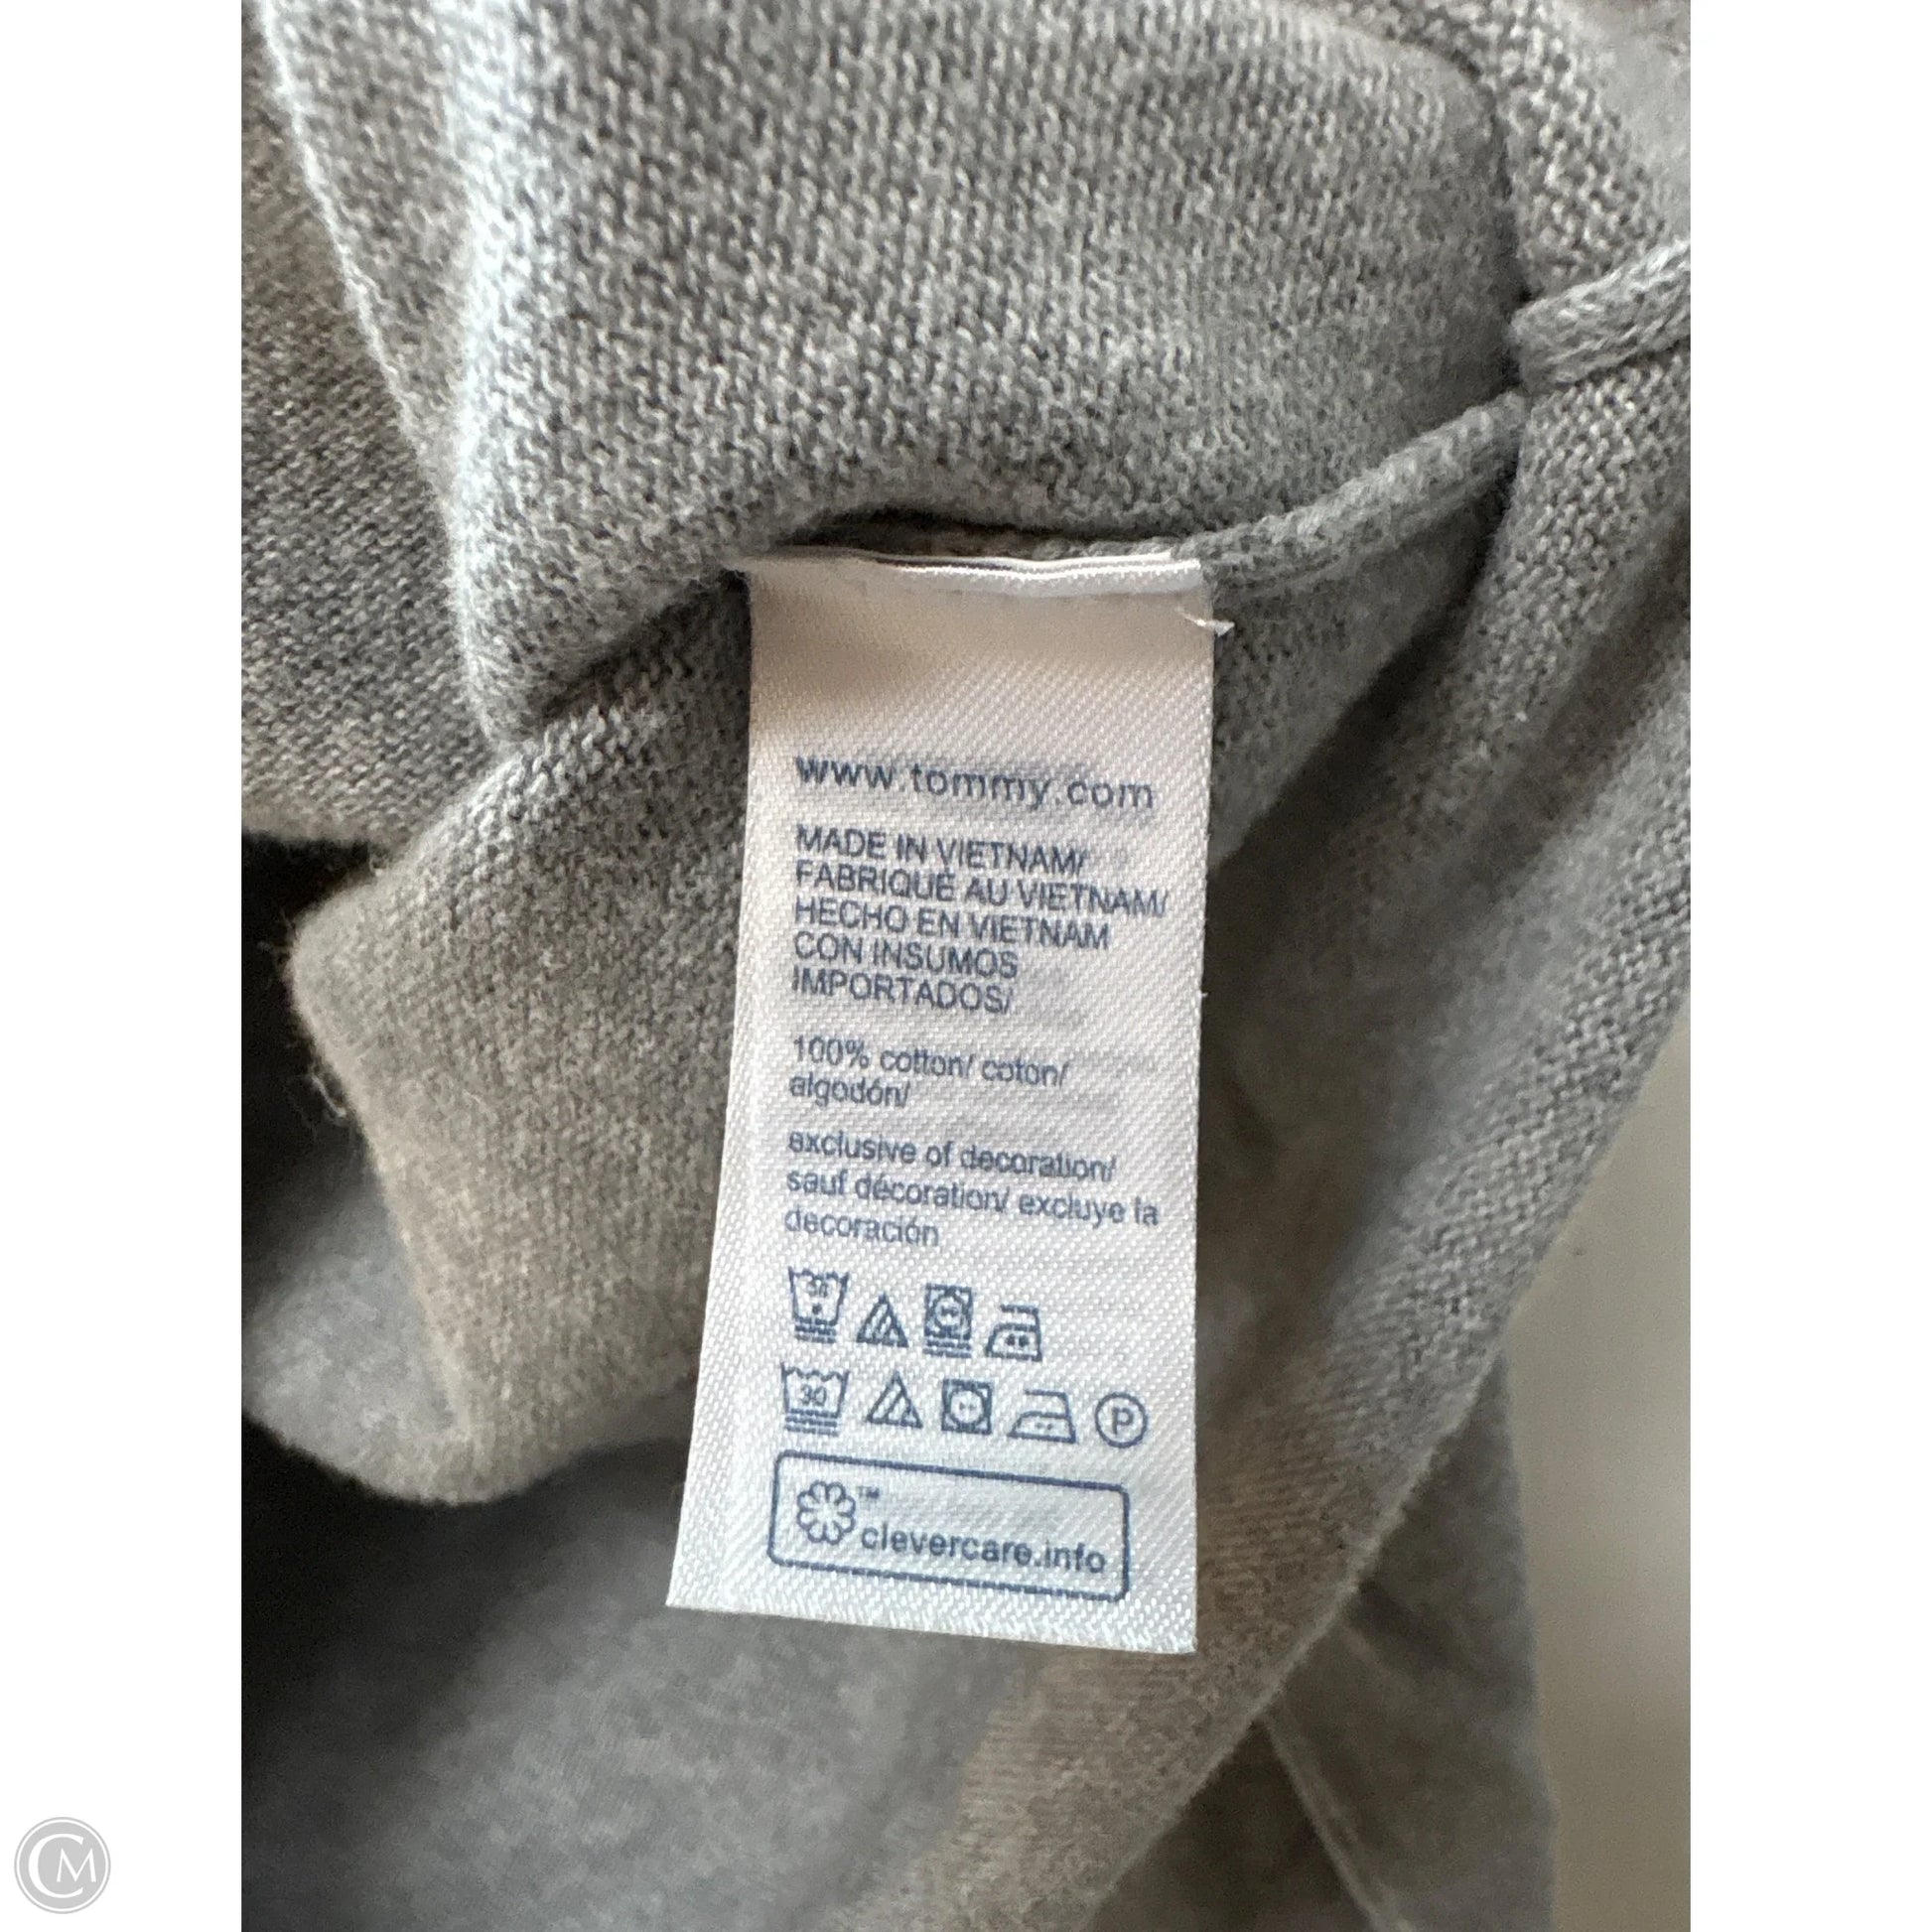 www.tommy.com
MADE IN VIETNAM/
FABRIQUÉ AU VIETNAM/
HECHO EN VIETNAM
CON INSUMOS
IMPORTADOS/
100% cotton/ coton/
algodón/
exclusive of decoration/
sauf décoration/ excluye la
decoración
30
30 P
™
clevercare.info
CM